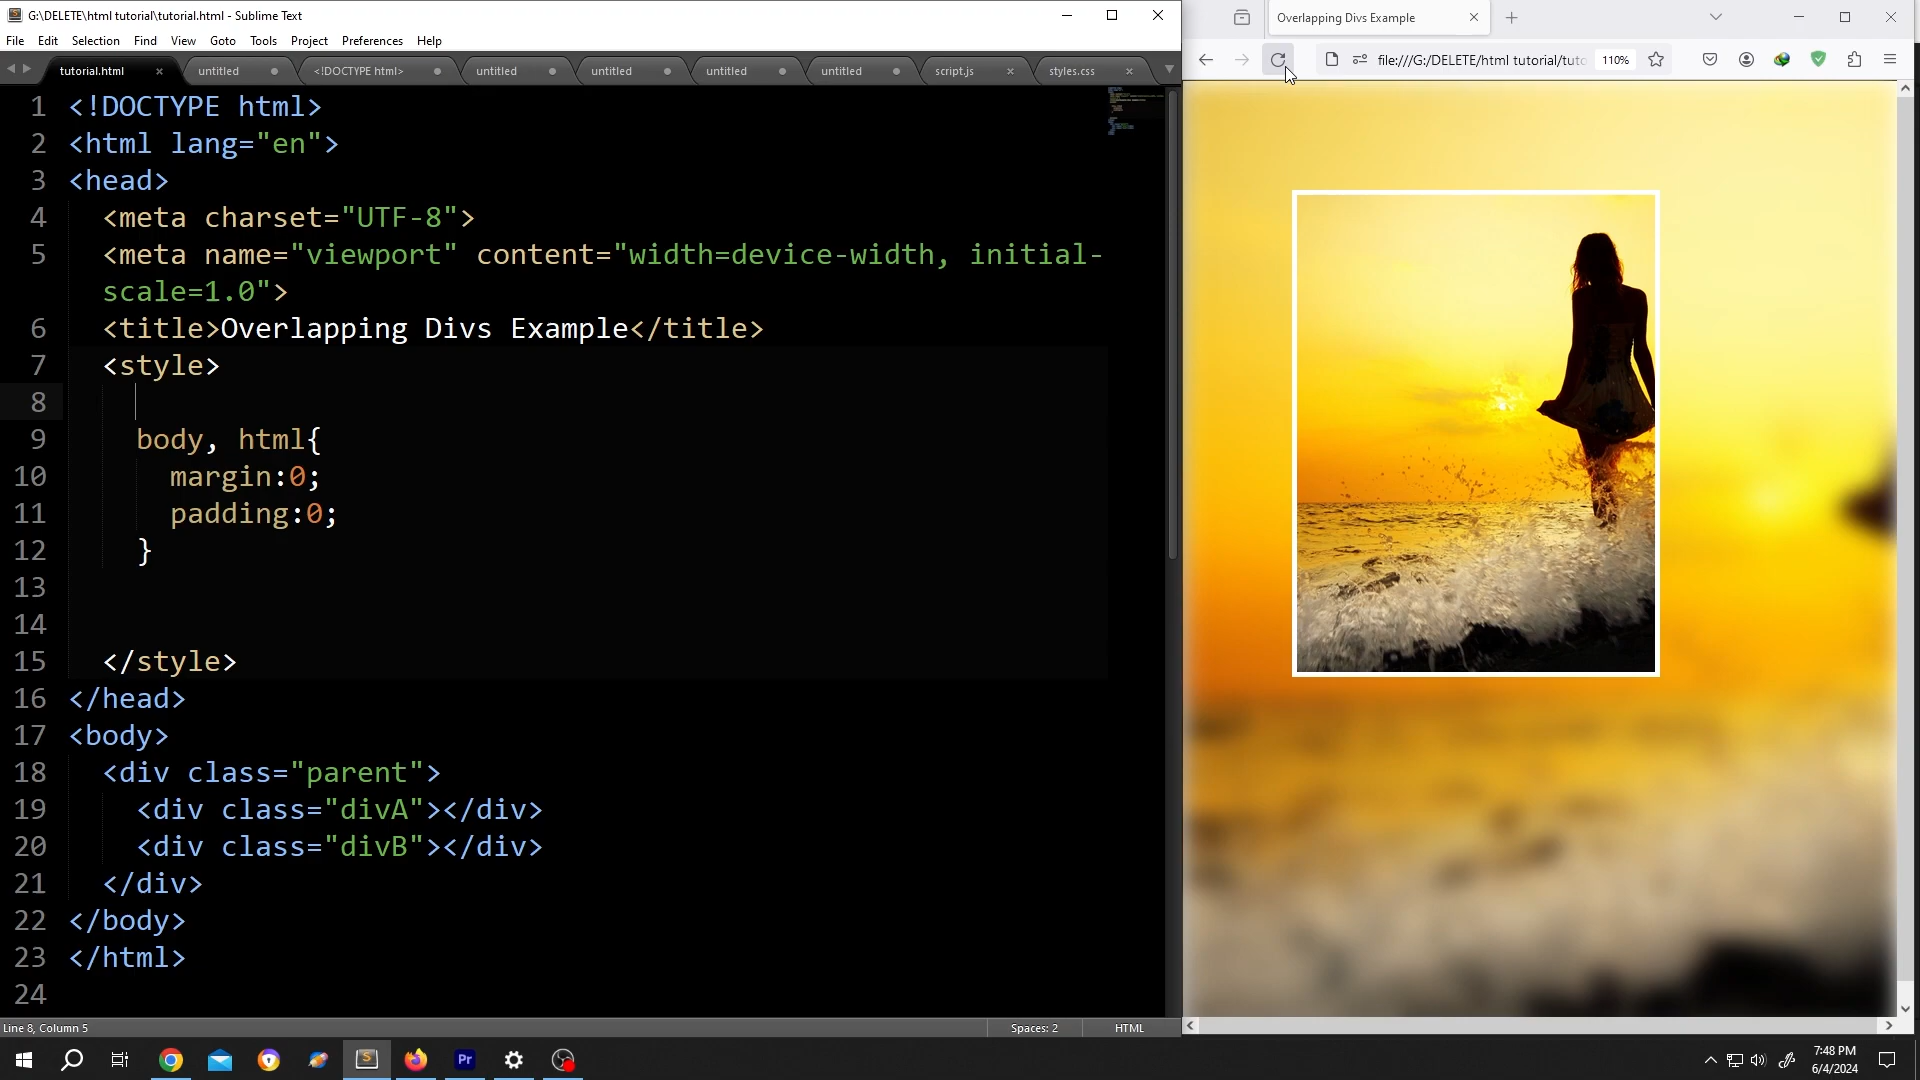 G:\DELETE\html tutorial\tutorial.html - Sublime Text
File Edit Selection Find View Goto Tools Project Preferences Help
tutorial.html untitled <!DOCTYPE html> untitled untitled untitled untitled script.js styles.css
1 <!DOCTYPE html>
2 <html lang="en">
3 <head>
4 <meta charset="UTF-8">
5 <meta name="viewport" content="width=device-width, initial-
scale=1.0">
6 <title>Overlapping Divs Example</title>
7 <style>
8
9 body, html{
10 margin:0;
11 padding:0;
12 }
13
14
15 </style>
16 </head>
17 <body>
18 <div class="parent">
19 <div class="divA"></div>
20 <div class="divB"></div>
21 </div>
22 </body>
23 </html>
24
Line 8, Column 5 Spaces: 2 HTML
Overlapping Divs Example
file:///G:/DELETE/html tutorial/tuto 110%
S Pr
7:48 PM
6/4/2024